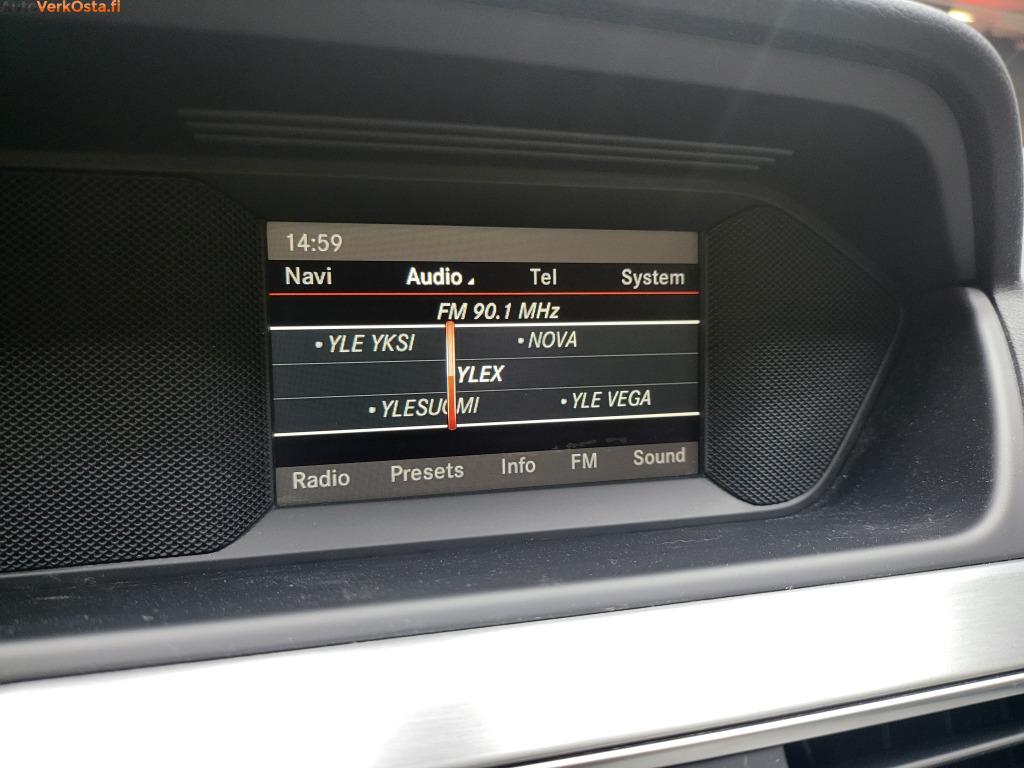 AutoVerkOsta.fi
14:59
Navi Audio Tel System
FM 90.1 MHz
• YLE YKSI • NOVA
YLEX
• YLESUOMI • YLE VEGA
Radio Presets Info FM Sound